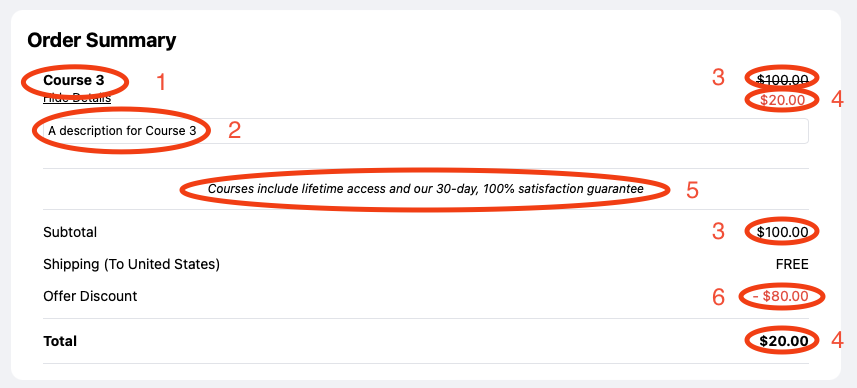 Order Summary
Course 3 1 3 $100.00
Hide Details $20.00 4
A description for Course 3 2
Courses include lifetime access and our 30-day, 100% satisfaction guarantee 5
Subtotal 3 $100.00
Shipping (To United States) FREE
Offer Discount 6 - $80.00
Total $20.00 4